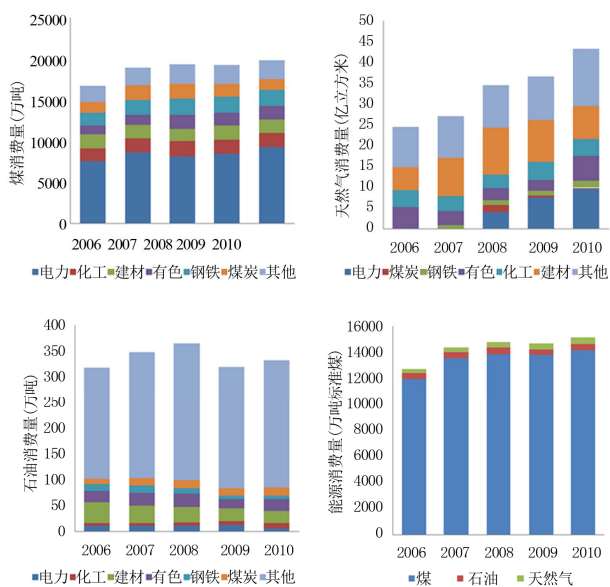 煤消费量(万吨)
25000
20000
15000
10000
5000
0
2006 2007 2008 2009 2010
电力 化工 建材 有色 钢铁 煤炭 其他
天然气消费量(亿立方米)
50
45
40
35
30
25
20
15
10
5
0
2006 2007 2008 2009 2010
电力 煤炭 钢铁 有色 化工 建材 其他
石油消费量(万吨)
400
350
300
250
200
150
100
50
0
2006 2007 2008 2009 2010
电力 化工 建材 有色 钢铁 煤炭 其他
能源消费量(万吨标准煤)
16000
14000
12000
10000
8000
6000
4000
2000
0
2006 2007 2008 2009 2010
煤 石油 天然气